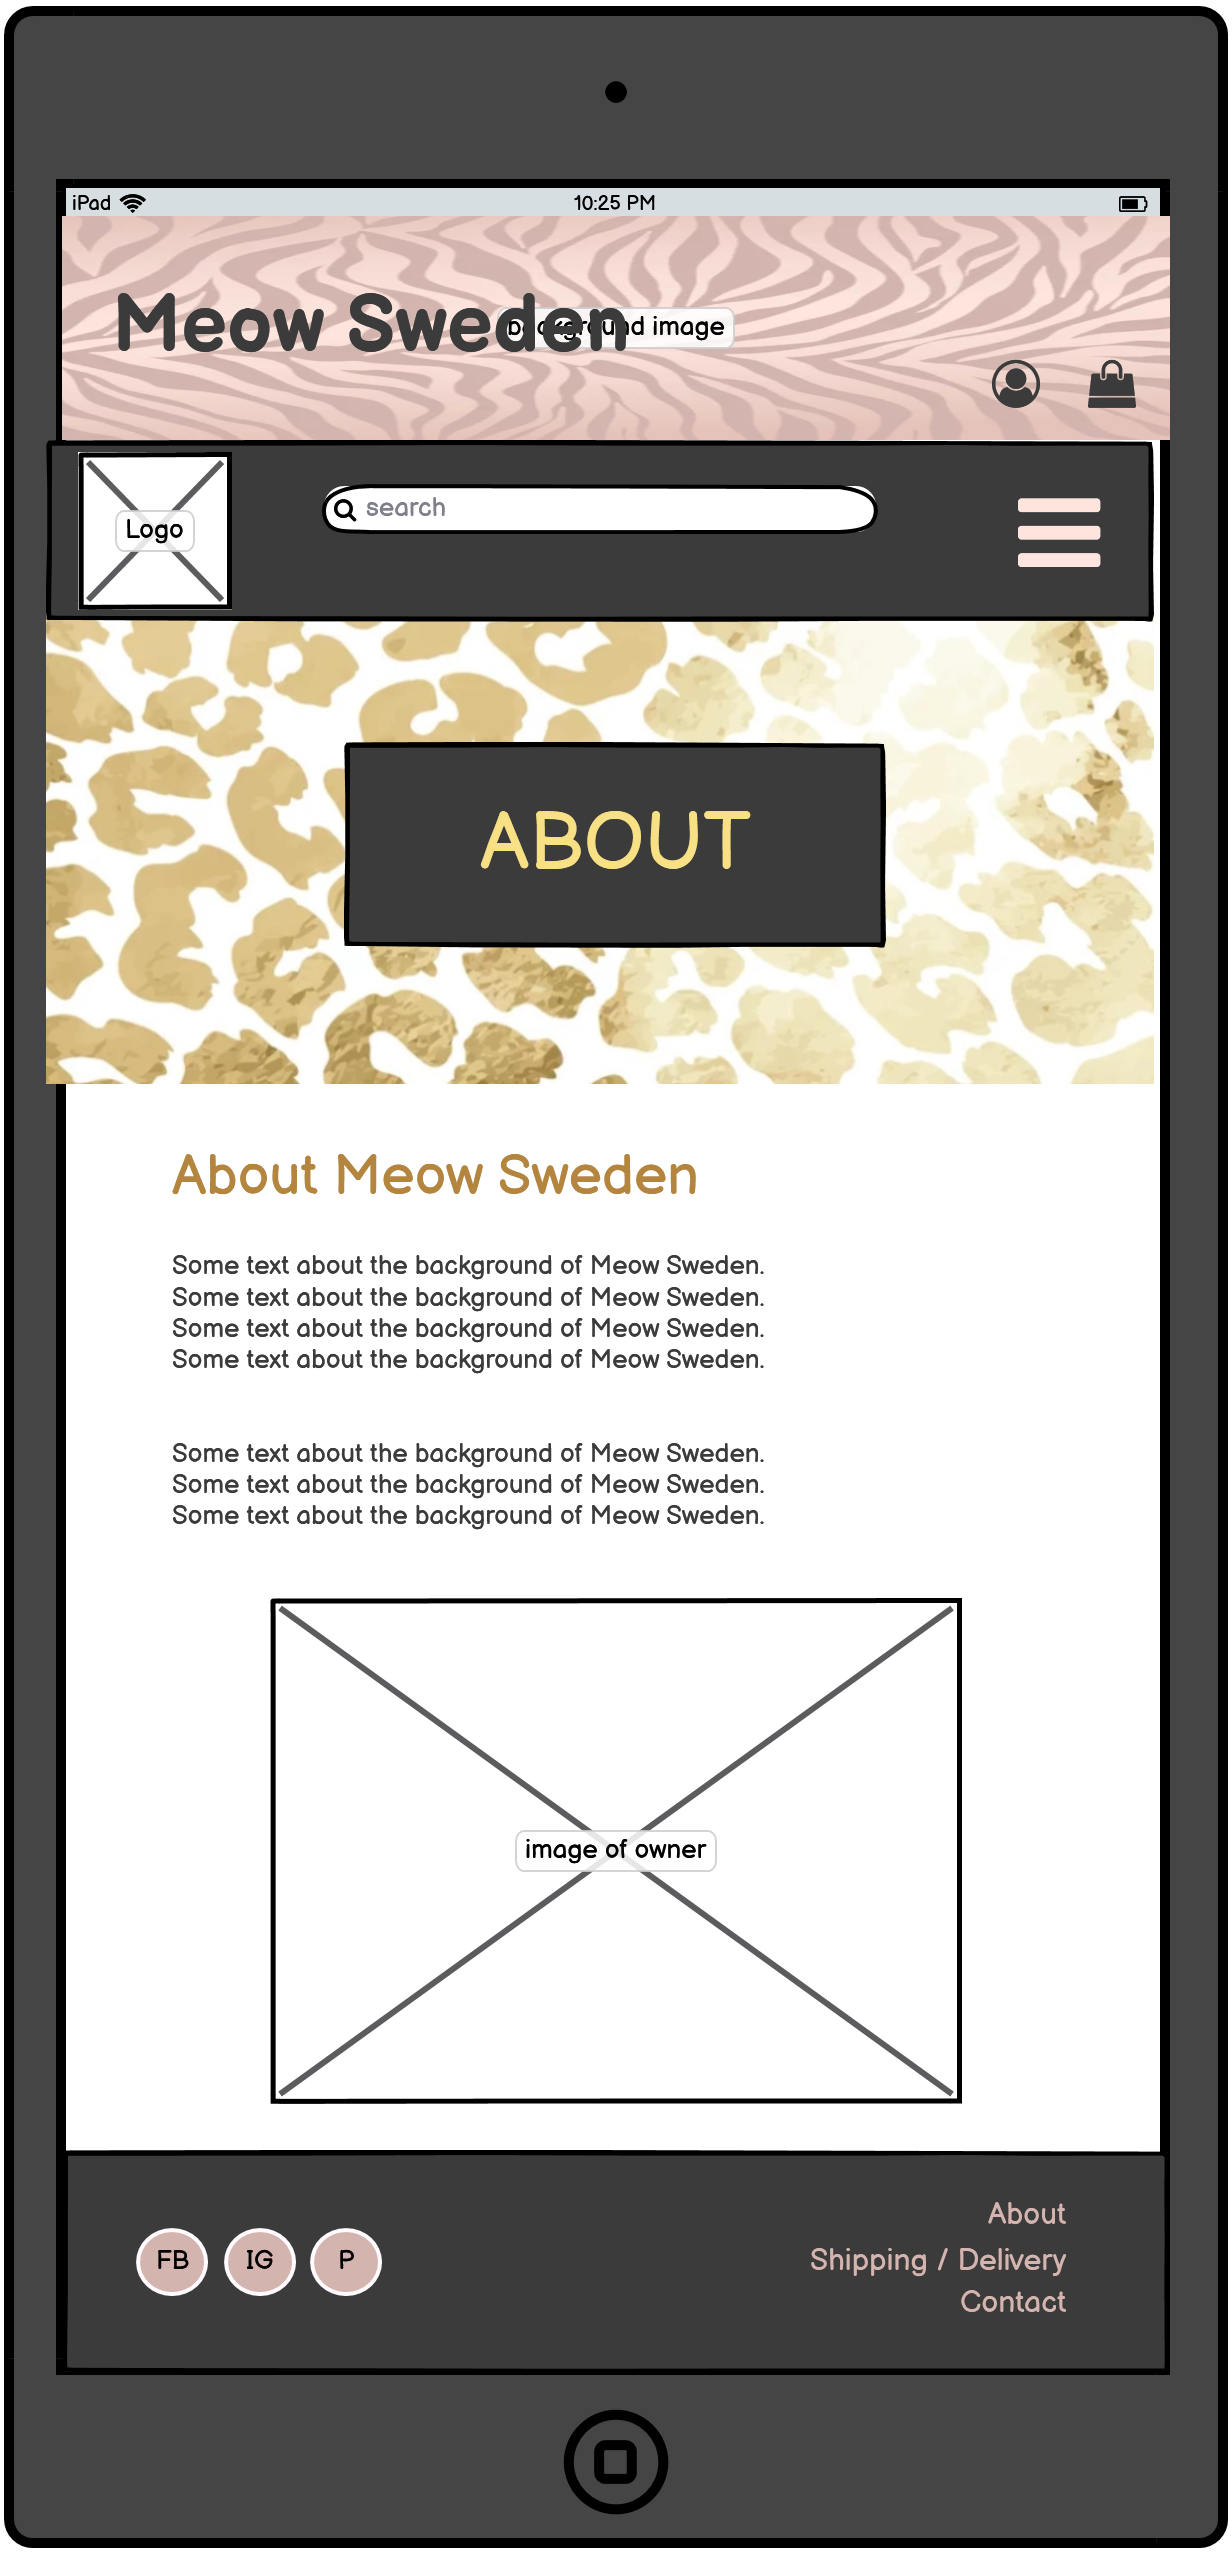 iPad
10:25 PM
Meow Sweden
background image
Logo
search
ABOUT
About Meow Sweden
Some text about the background of Meow Sweden.
Some text about the background of Meow Sweden.
Some text about the background of Meow Sweden.
Some text about the background of Meow Sweden.
Some text about the background of Meow Sweden.
Some text about the background of Meow Sweden.
Some text about the background of Meow Sweden.
image of owner
FB
IG
P
About
Shipping / Delivery
Contact